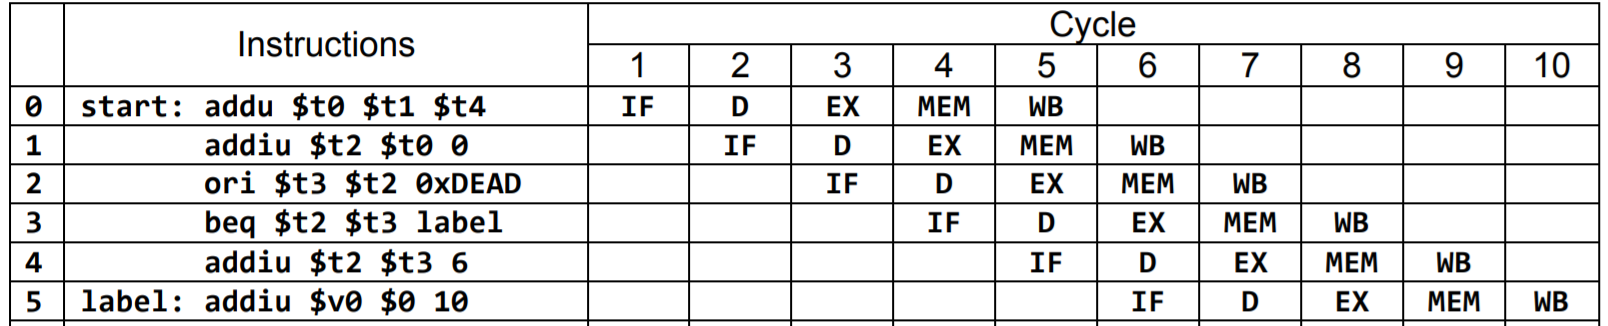 Instructions Cycle
1 2 3 4 5 6 7 8 9 10
0 start: addu $t0 $t1 $t4 IF D EX MEM WB
1 addiu $t2 $t0 0 IF D EX MEM WB
2 ori $t3 $t2 0xDEAD IF D EX MEM WB
3 beq $t2 $t3 label IF D EX MEM WB
4 addiu $t2 $t3 6 IF D EX MEM WB
5 label: addiu $v0 $0 10 IF D EX MEM WB